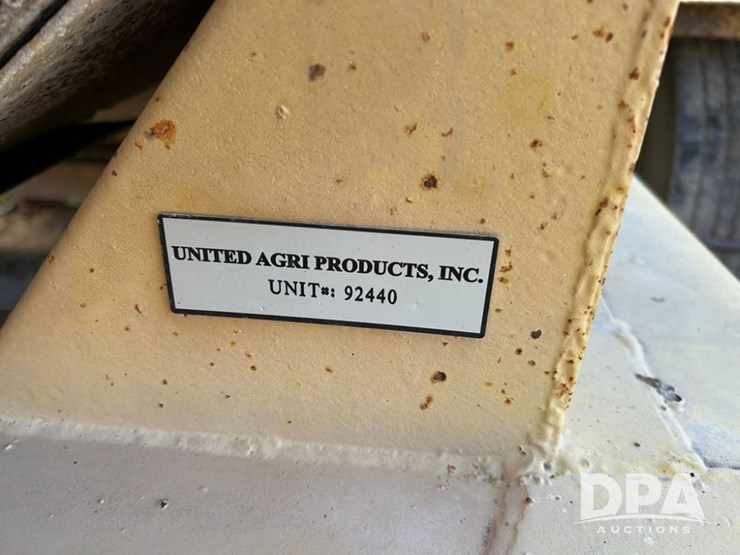 UNITED AGRI PRODUCTS, INC.
UNIT#: 92440
DPA
AUCTIONS